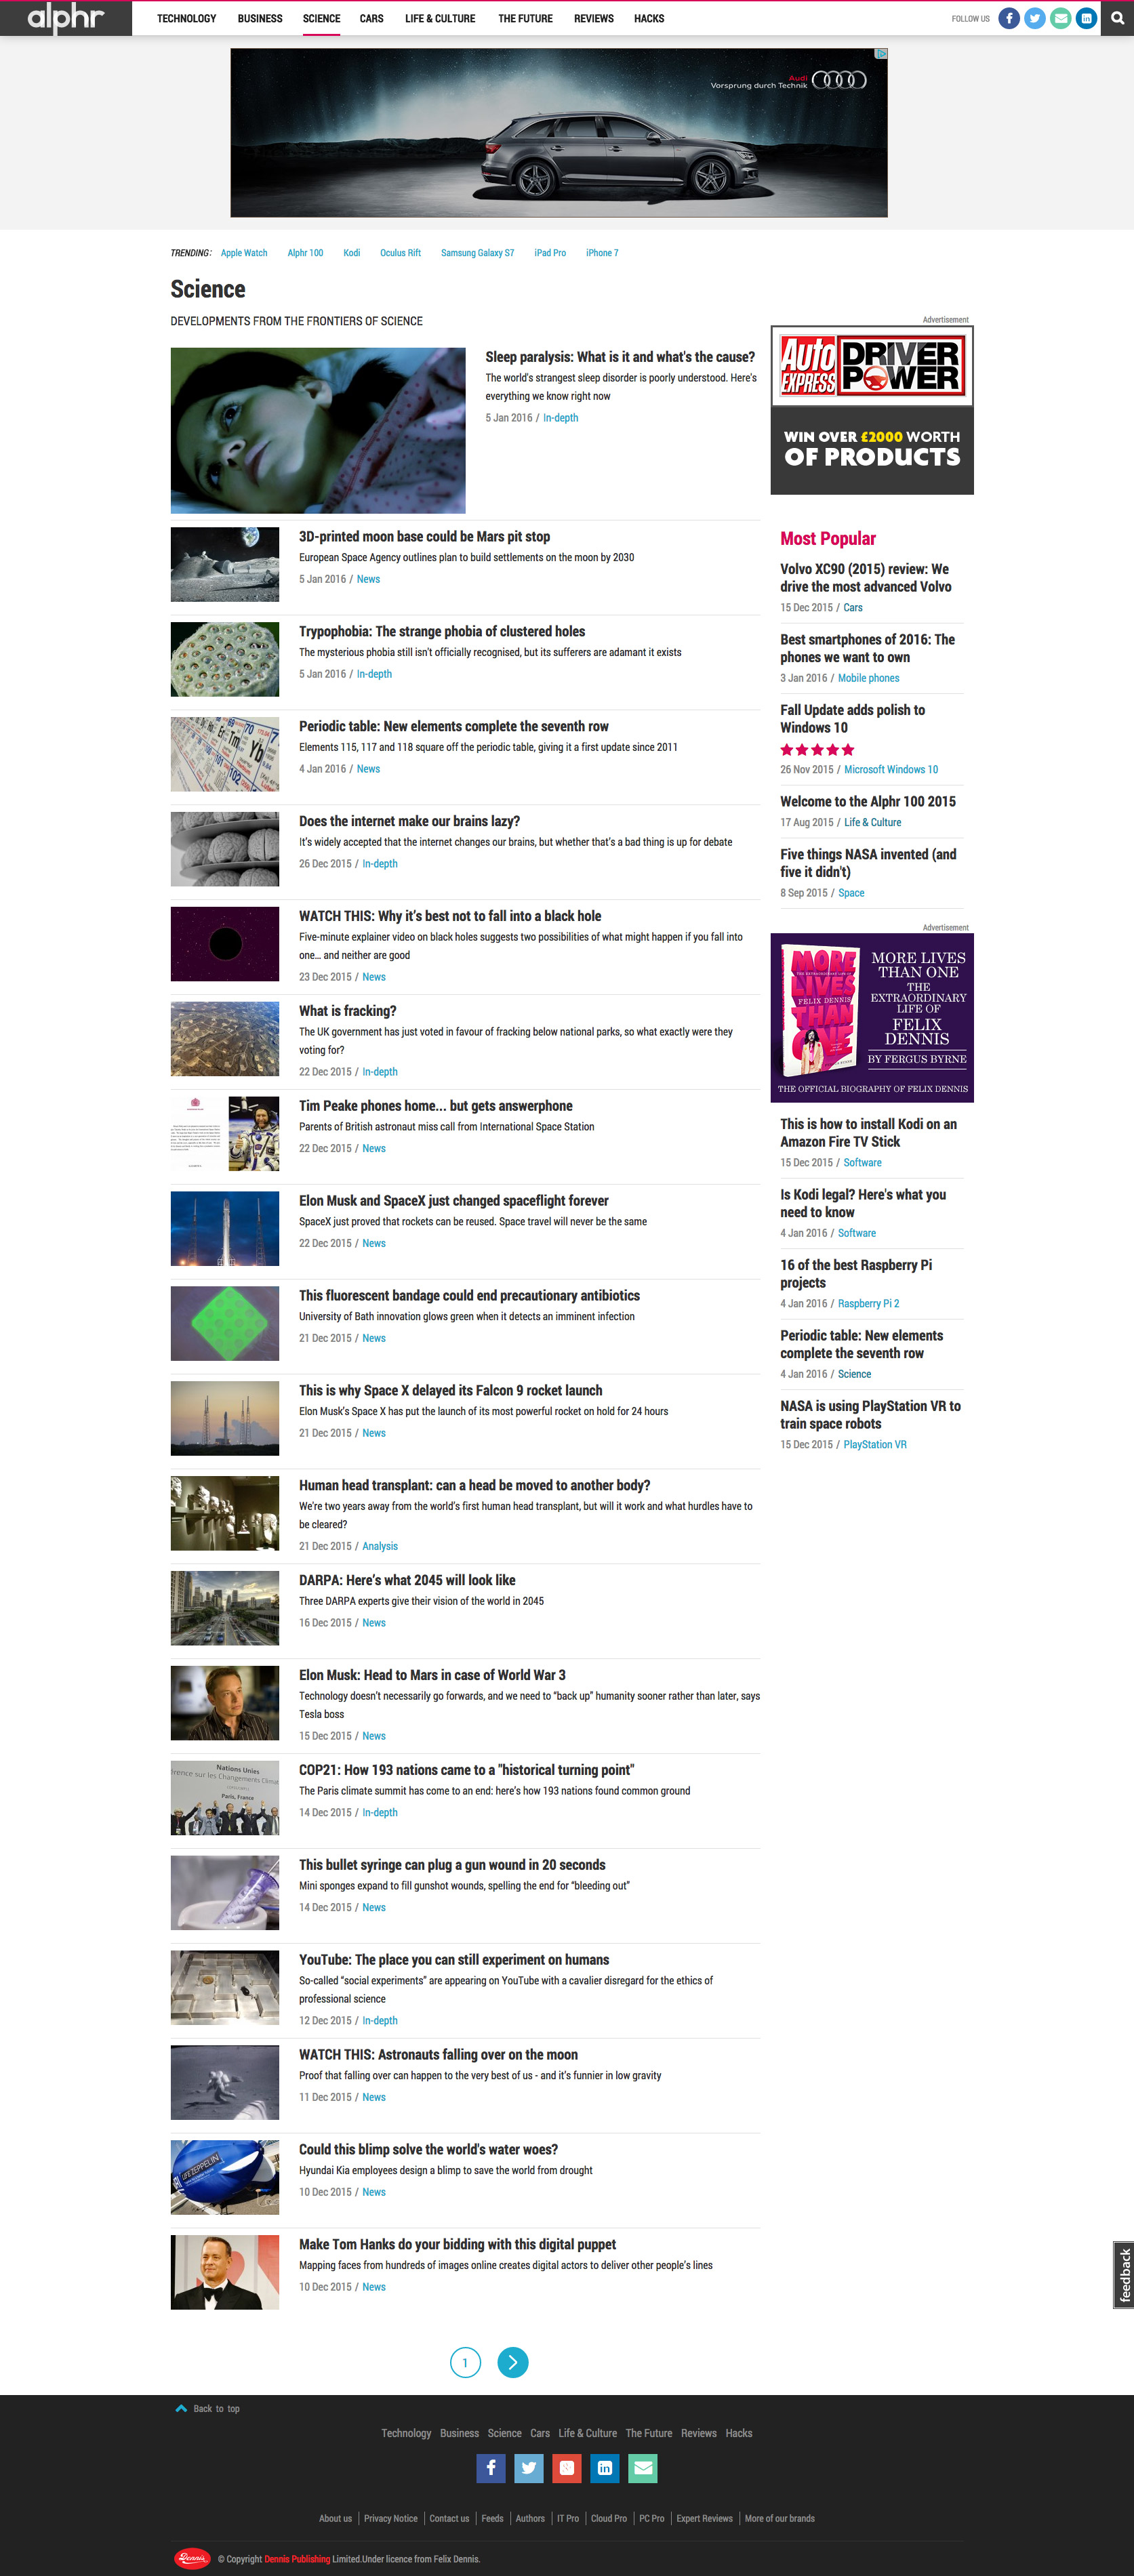 alphr
TECHNOLOGY BUSINESS SCIENCE CARS LIFE & CULTURE THE FUTURE REVIEWS HACKS
FOLLOW US
Audi
Vorsprung durch Technik
TRENDING: Apple Watch Alphr 100 Kodi Oculus Rift Samsung Galaxy S7 iPad Pro iPhone 7
Science
DEVELOPMENTS FROM THE FRONTIERS OF SCIENCE
Sleep paralysis: What is it and what's the cause?
The world's strangest sleep disorder is poorly understood. Here's
everything we know right now
5 Jan 2016 / In-depth
3D-printed moon base could be Mars pit stop
European Space Agency outlines plan to build settlements on the moon by 2030
5 Jan 2016 / News
Trypophobia: The strange phobia of clustered holes
The mysterious phobia still isn't officially recognised, but its sufferers are adamant it exists
5 Jan 2016 / In-depth
Periodic table: New elements complete the seventh row
Elements 115, 117 and 118 square off the periodic table, giving it a first update since 2011
4 Jan 2016 / News
Does the internet make our brains lazy?
It's widely accepted that the internet changes our brains, but whether that's a bad thing is up for debate
26 Dec 2015 / In-depth
WATCH THIS: Why it's best not to fall into a black hole
Five-minute explainer video on black holes suggests two possibilities of what might happen if you fall into
one... and neither are good
23 Dec 2015 / News
What is fracking?
The UK government has just voted in favour of fracking below national parks, so what exactly were they
voting for?
22 Dec 2015 / In-depth
Tim Peake phones home... but gets answerphone
Parents of British astronaut miss call from International Space Station
22 Dec 2015 / News
Elon Musk and SpaceX just changed spaceflight forever
SpaceX just proved that rockets can be reused. Space travel will never be the same
22 Dec 2015 / News
This fluorescent bandage could end precautionary antibiotics
University of Bath innovation glows green when it detects an imminent infection
21 Dec 2015 / News
This is why Space X delayed its Falcon 9 rocket launch
Elon Musk's Space X has put the launch of its most powerful rocket on hold for 24 hours
21 Dec 2015 / News
Human head transplant: can a head be moved to another body?
We're two years away from the world's first human head transplant, but will it work and what hurdles have to
be cleared?
21 Dec 2015 / Analysis
DARPA: Here's what 2045 will look like
Three DARPA experts give their vision of the world in 2045
16 Dec 2015 / News
Elon Musk: Head to Mars in case of World War 3
Technology doesn't necessarily go forwards, and we need to “back up” humanity sooner rather than later, says
Tesla boss
15 Dec 2015 / News
Nations Unies
Paris, France
COP21: How 193 nations came to a "historical turning point"
The Paris climate summit has come to an end: here's how 193 nations found common ground
14 Dec 2015 / In-depth
This bullet syringe can plug a gun wound in 20 seconds
Mini sponges expand to fill gunshot wounds, spelling the end for “bleeding out”
14 Dec 2015 / News
YouTube: The place you can still experiment on humans
So-called “social experiments” are appearing on YouTube with a cavalier disregard for the ethics of
professional science
12 Dec 2015 / In-depth
WATCH THIS: Astronauts falling over on the moon
Proof that falling over can happen to the very best of us - and it's funnier in low gravity
11 Dec 2015 / News
Could this blimp solve the world's water woes?
Hyundai Kia employees design a blimp to save the world from drought
10 Dec 2015 / News
Make Tom Hanks do your bidding with this digital puppet
Mapping faces from hundreds of images online creates digital actors to deliver other people's lines
10 Dec 2015 / News
1
Advertisement
Auto EXPRESS DRIVER POWER
WIN OVER £2000 WORTH
OF PRODUCTS
Most Popular
Volvo XC90 (2015) review: We
drive the most advanced Volvo
15 Dec 2015 / Cars
Best smartphones of 2016: The
phones we want to own
3 Jan 2016 / Mobile phones
Fall Update adds polish to
Windows 10
26 Nov 2015 / Microsoft Windows 10
Welcome to the Alphr 100 2015
17 Aug 2015 / Life & Culture
Five things NASA invented (and
five it didn't)
8 Sep 2015 / Space
Advertisement
MORE LIVES THAN ONE
FELIX DENNIS
MORE LIVES
THAN ONE
THE
EXTRAORDINARY
LIFE OF
FELIX
DENNIS
BY FERGUS BYRNE
THE OFFICIAL BIOGRAPHY OF FELIX DENNIS
This is how to install Kodi on an
Amazon Fire TV Stick
15 Dec 2015 / Software
Is Kodi legal? Here's what you
need to know
4 Jan 2016 / Software
16 of the best Raspberry Pi
projects
4 Jan 2016 / Raspberry Pi 2
Periodic table: New elements
complete the seventh row
4 Jan 2016 / Science
NASA is using PlayStation VR to
train space robots
15 Dec 2015 / PlayStation VR
feedback
Back to top
Technology Business Science Cars Life & Culture The Future Reviews Hacks
About us Privacy Notice Contact us Feeds Authors IT Pro Cloud Pro PC Pro Expert Reviews More of our brands
Dennis © Copyright Dennis Publishing Limited.Under licence from Felix Dennis.